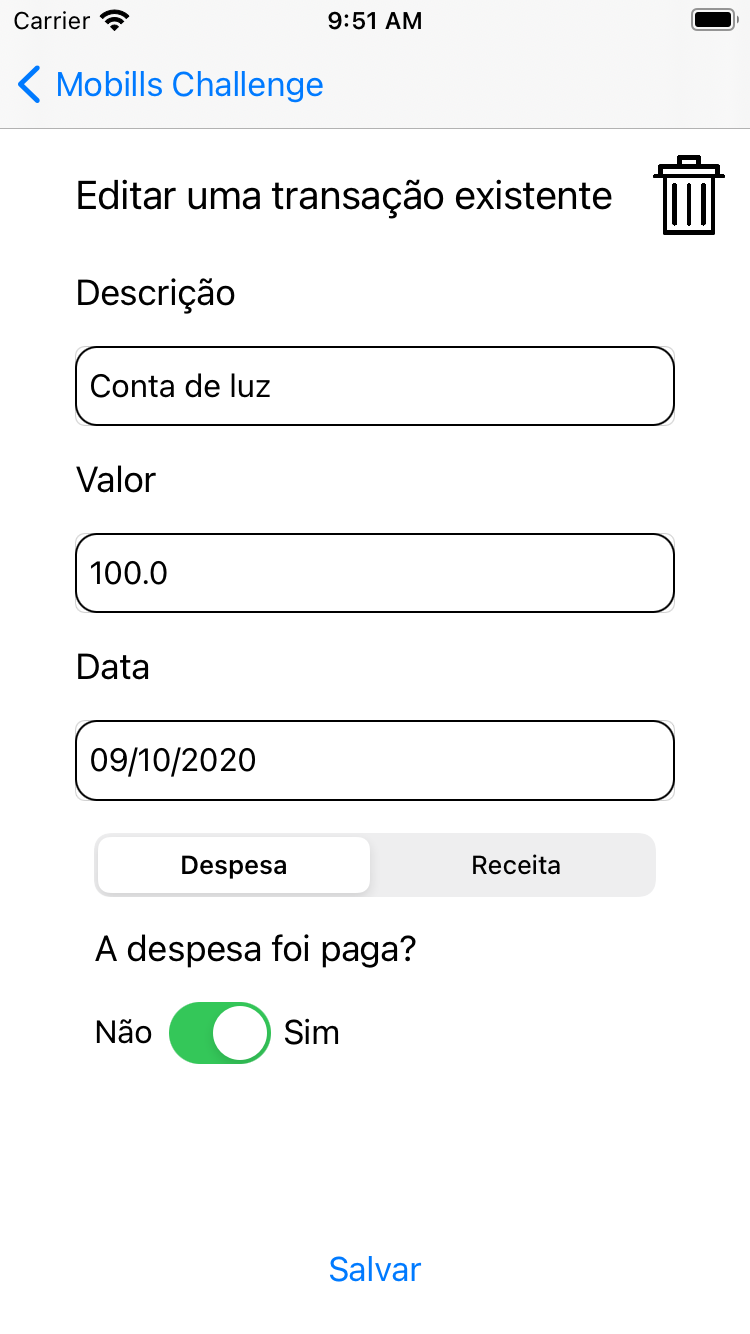 Carrier 9:51 AM
Mobills Challenge
Editar uma transação existente
Descrição
Conta de luz
Valor
100.0
Data
09/10/2020
Despesa Receita
A despesa foi paga?
Não Sim
Salvar